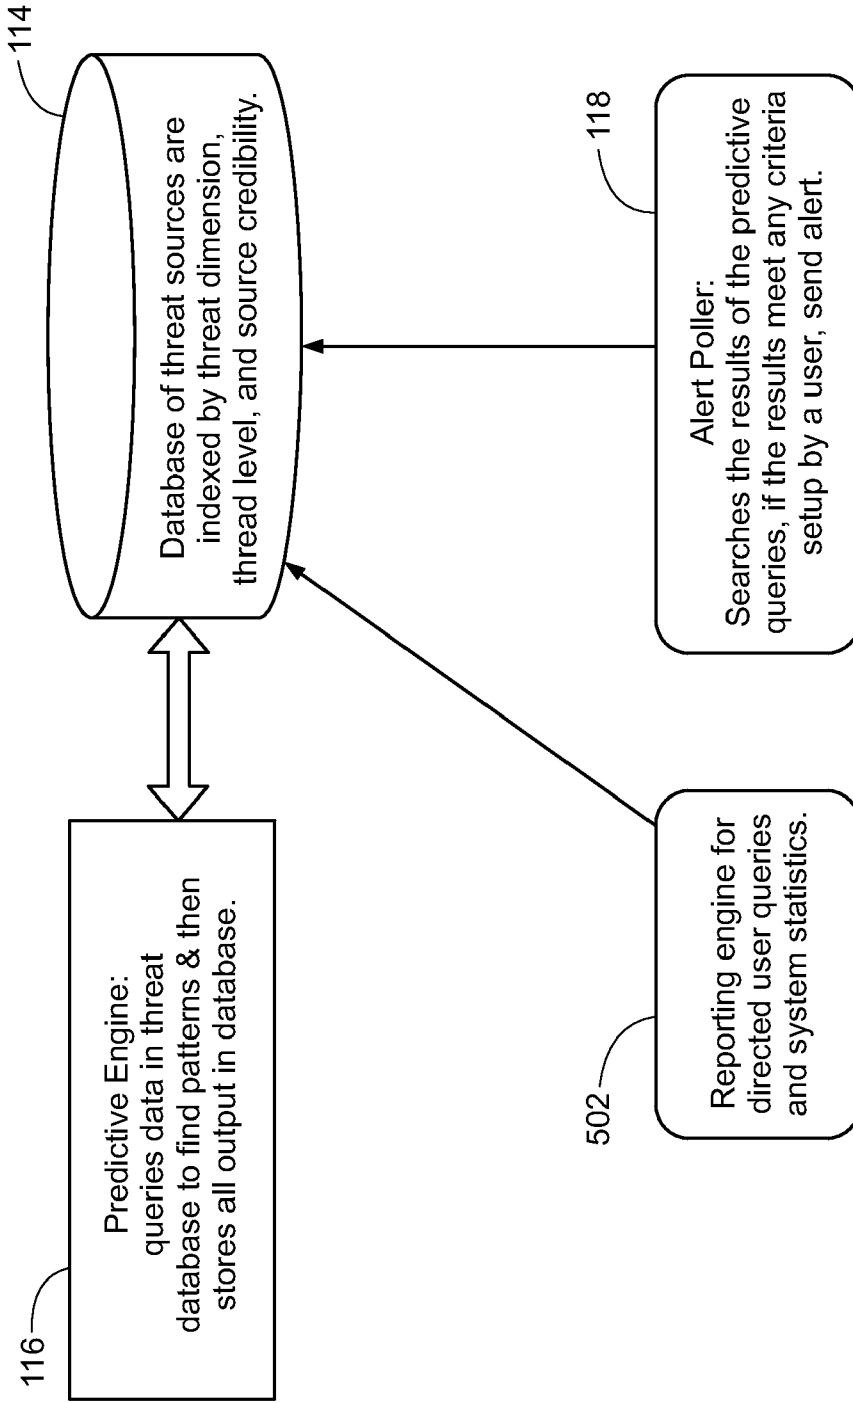 116
Predictive Engine:
queries data in threat
database to find patterns & then
stores all output in database.
114
Database of threat sources are
indexed by threat dimension,
thread level, and source credibility.
502
Reporting engine for
directed user queries
and system statistics.
118
Alert Poller:
Searches the results of the predictive
queries, if the results meet any criteria
setup by a user, send alert.